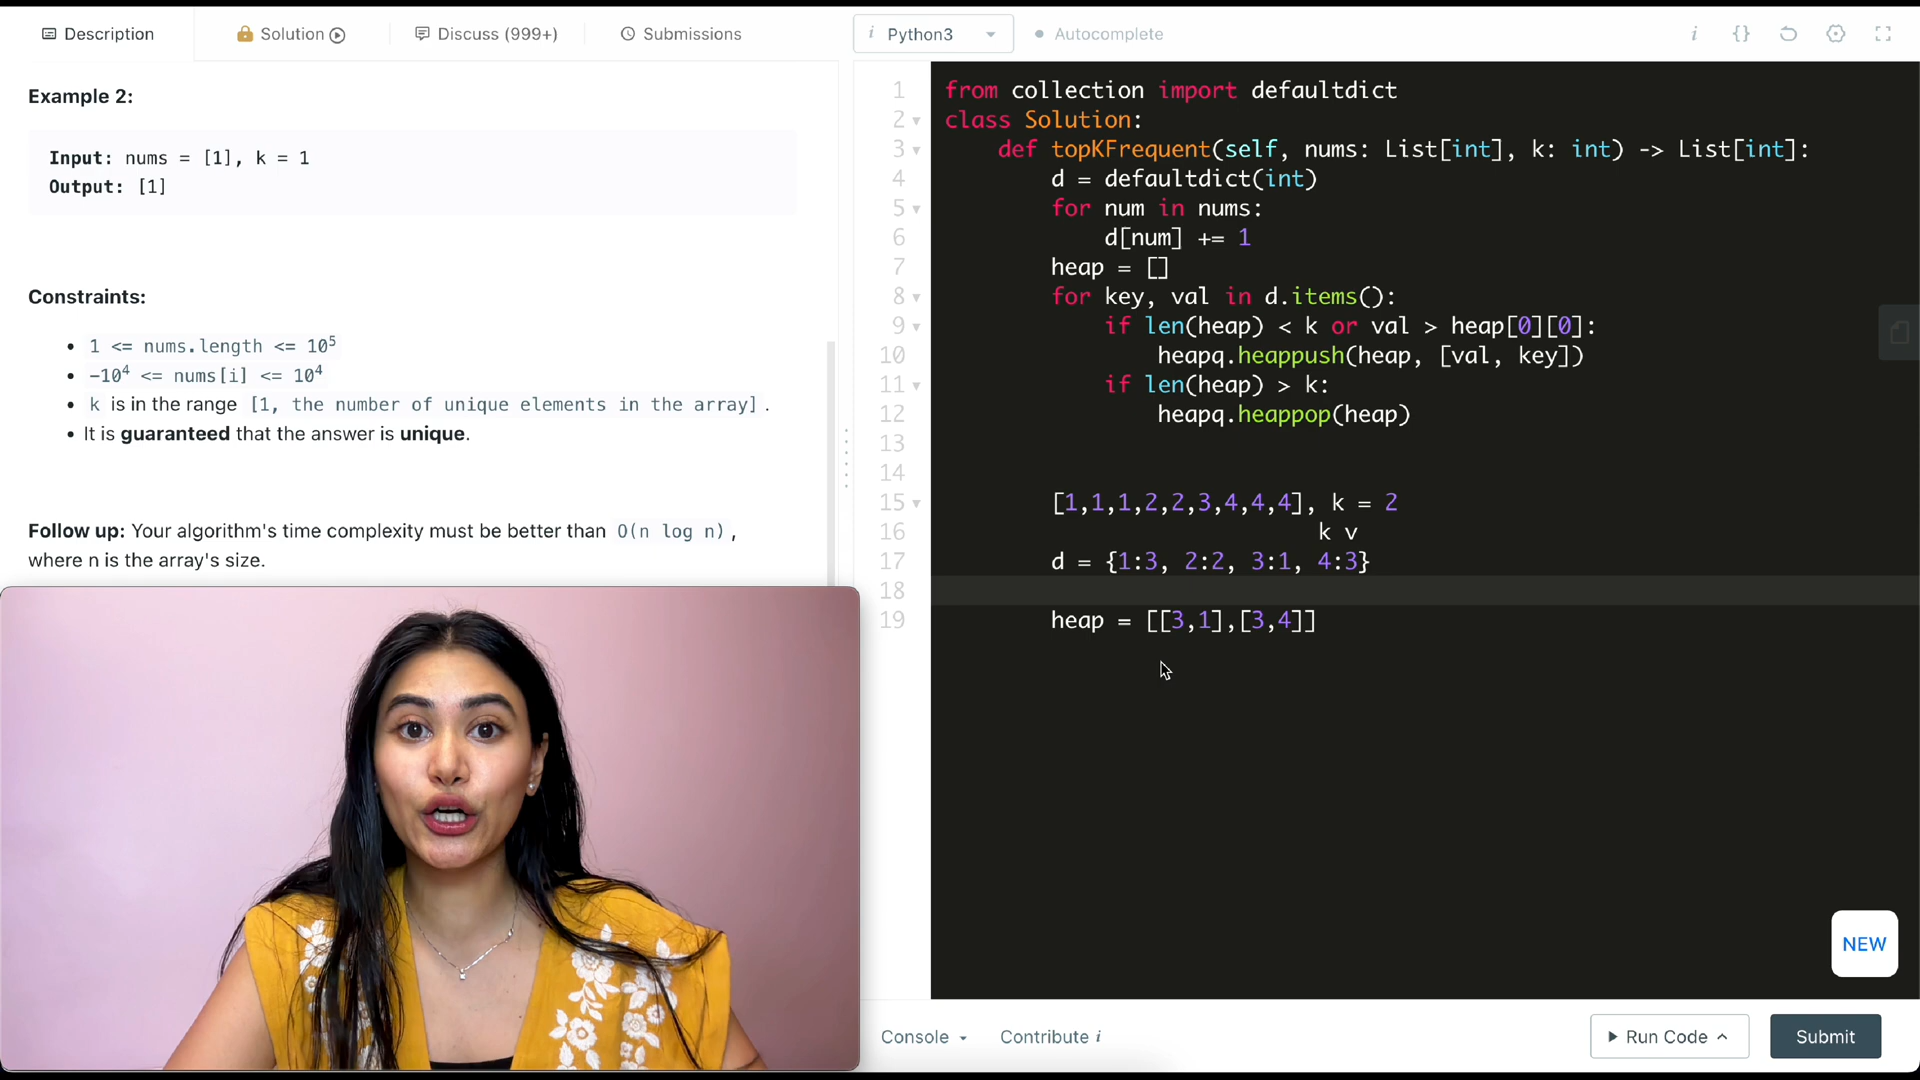 Description
Solution
Discuss (999+)
Submissions
i Python3
Autocomplete
i {}
Example 2:
Input: nums = [1], k = 1
Output: [1]
Constraints:
1 <= nums.length <= 10⁵
-10⁴ <= nums[i] <= 10⁴
k is in the range [1, the number of unique elements in the array].
It is guaranteed that the answer is unique.
Follow up: Your algorithm's time complexity must be better than O(n log n),
where n is the array's size.
1 from collection import defaultdict
2 class Solution:
3 def topKFrequent(self, nums: List[int], k: int) -> List[int]:
4 d = defaultdict(int)
5 for num in nums:
6 d[num] += 1
7 heap = []
8 for key, val in d.items():
9 if len(heap) < k or val > heap[0][0]:
10 heapq.heappush(heap, [val, key])
11 if len(heap) > k:
12 heapq.heappop(heap)
13
14
15 [1,1,1,2,2,3,4,4,4], k = 2
16 k v
17 d = {1:3, 2:2, 3:1, 4:3}
18
19 heap = [[3,1],[3,4]]
NEW
Console
Contribute i
Run Code
Submit